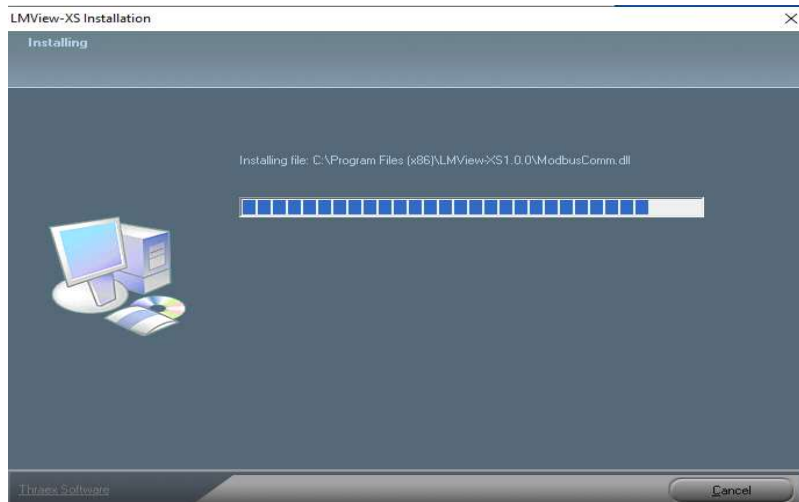 LMView-XS Installation
Installing
Installing file: C:\Program Files (x86)\LMView-XS1.0.0\ModbusComm.dll
Thraex Software
Cancel